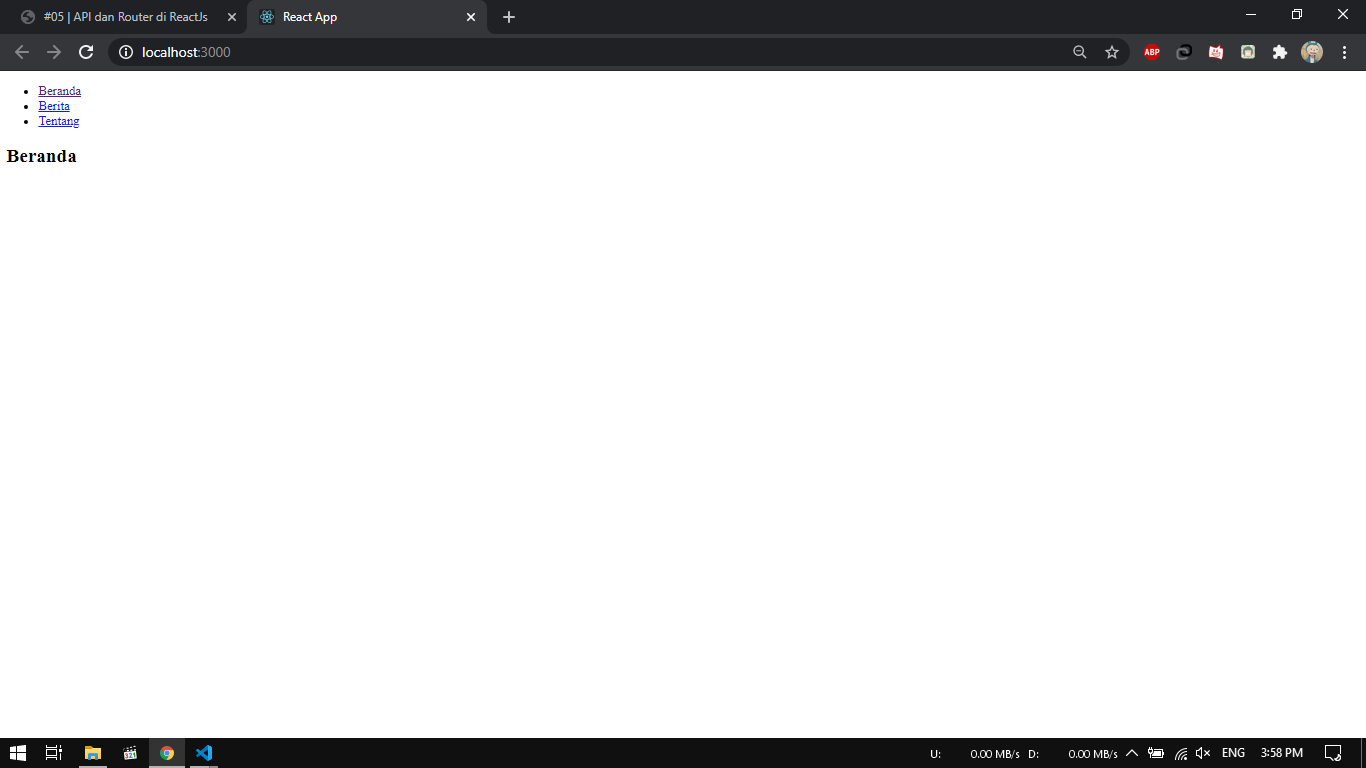 #05 | API dan Router di ReactJs
React App
localhost:3000
ABP
Beranda
Berita
Tentang
Beranda
U: 0.00 MB/s D: 0.00 MB/s
ENG
3:58 PM